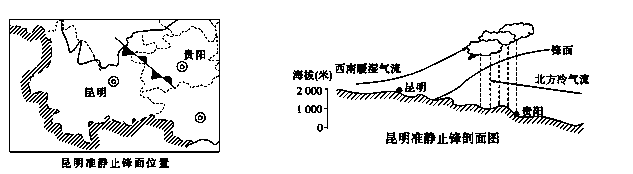 贵阳
昆明
昆明准静止锋面位置
锋面
西南暖湿气流
海拔(米)
昆明
北方冷气流
2 000
1 000
贵阳
0
昆明准静止锋剖面图